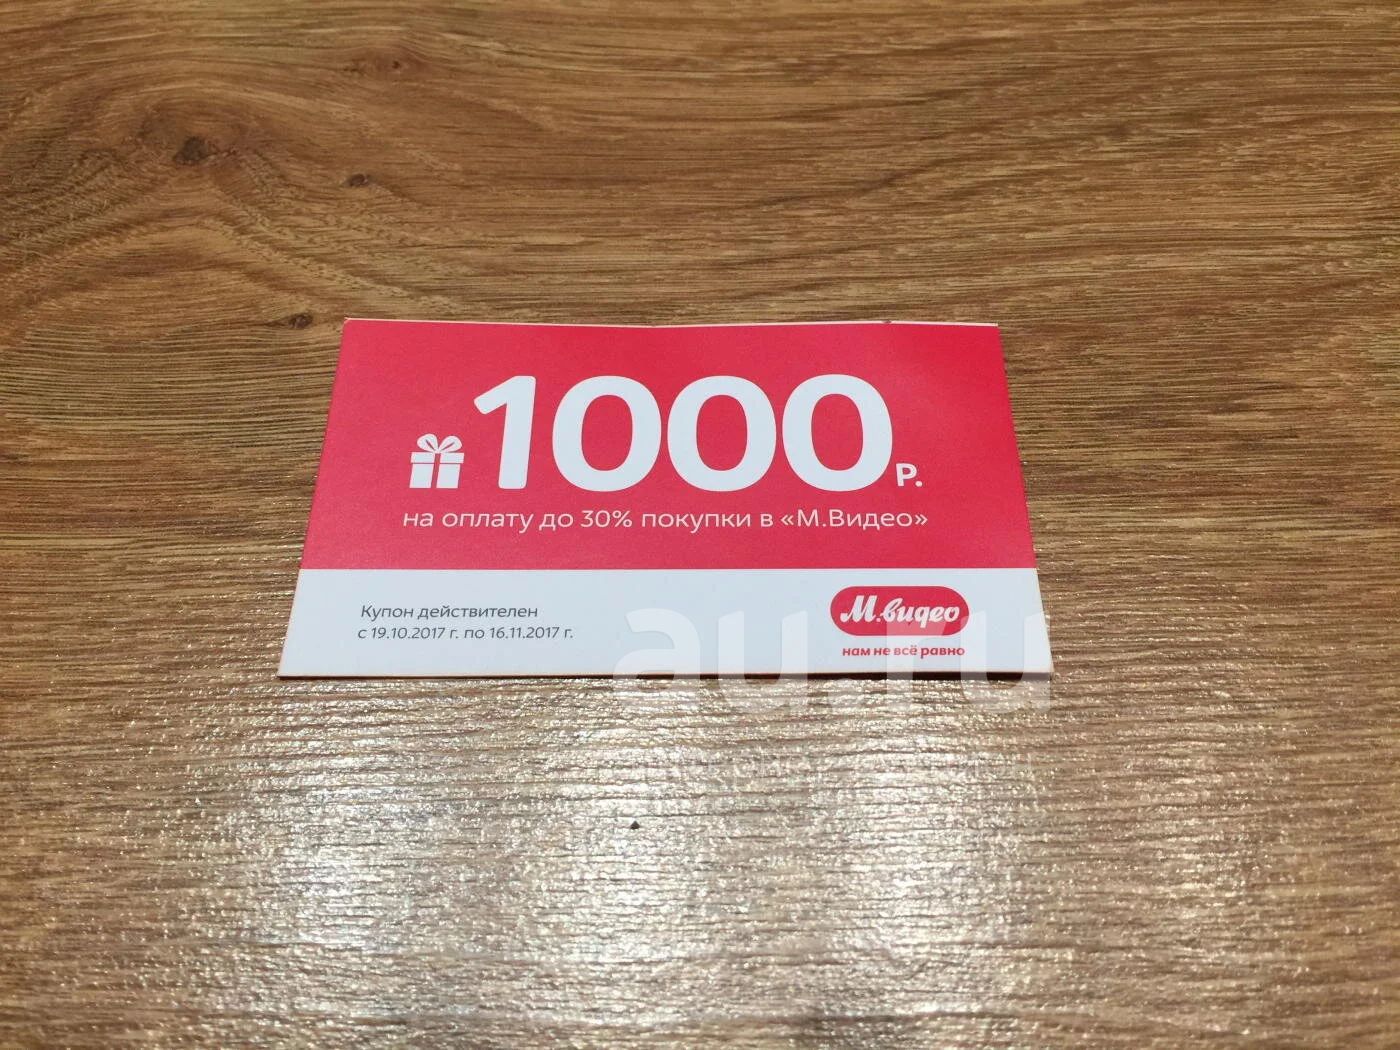 1000 Р.
на оплату до 30% покупки в «М.Видео»
Купон действителен
с 19.10.2017 г. по 16.11.2017 г.
М.видео
нам не всё равно
au.ru